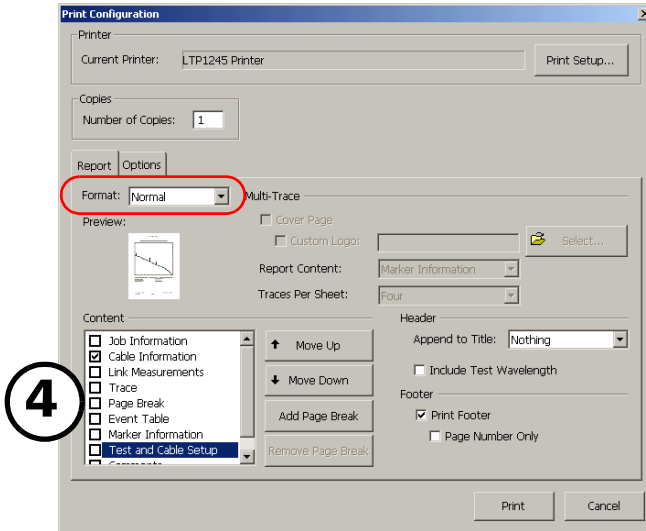 Print Configuration
Printer
Current Printer: LTP1245 Printer Print Setup...
Copies
Number of Copies: 1
Report Options
Format: Normal
Multi-Trace
Preview:
Cover Page
Custom Logo: Select...
Report Content: Marker Information
Traces Per Sheet: Four
Content
Job Information
Cable Information
Link Measurements
Trace
Page Break
Event Table
Marker Information
Test and Cable Setup
Comments
4
Move Up
Move Down
Add Page Break
Remove Page Break
Header
Append to Title: Nothing
Include Test Wavelength
Footer
Print Footer
Page Number Only
Print Cancel